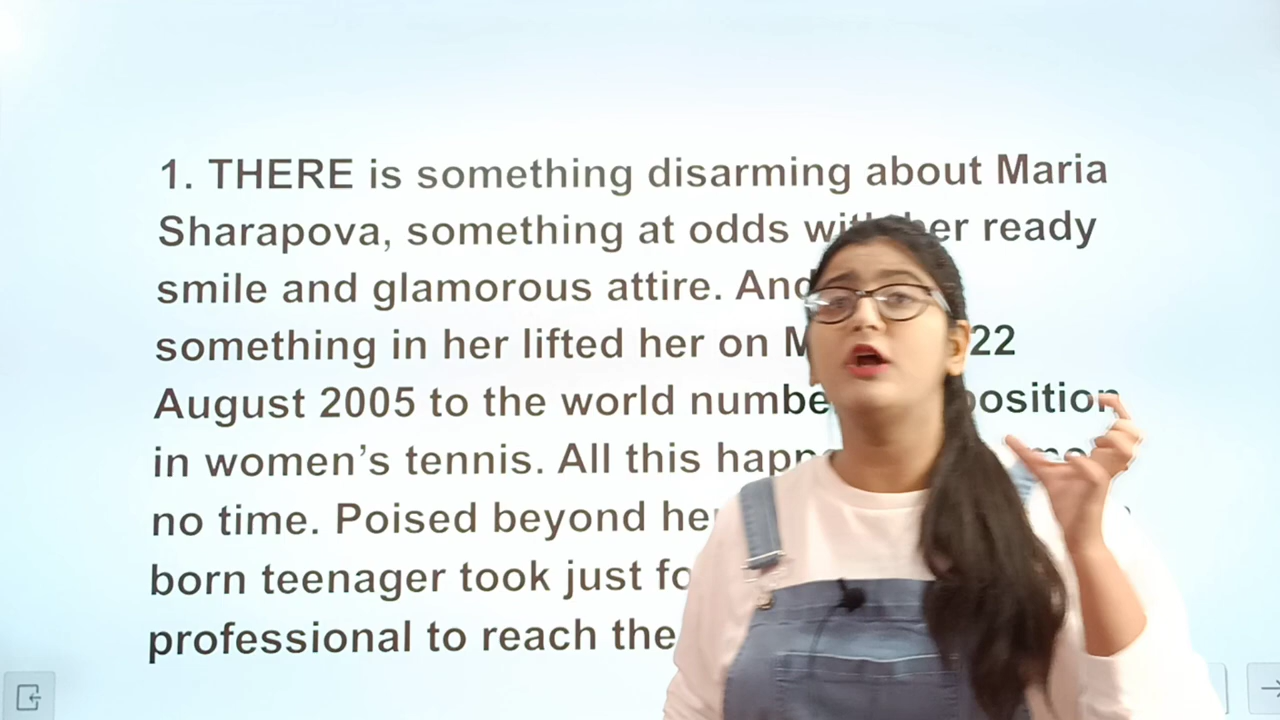 1. THERE is something disarming about Maria
Sharapova, something at odds with her ready
smile and glamorous attire. And
something in her lifted her on 22
August 2005 to the world number position
in women’s tennis. All this
no time. Poised beyond her
born teenager took just
professional to reach the